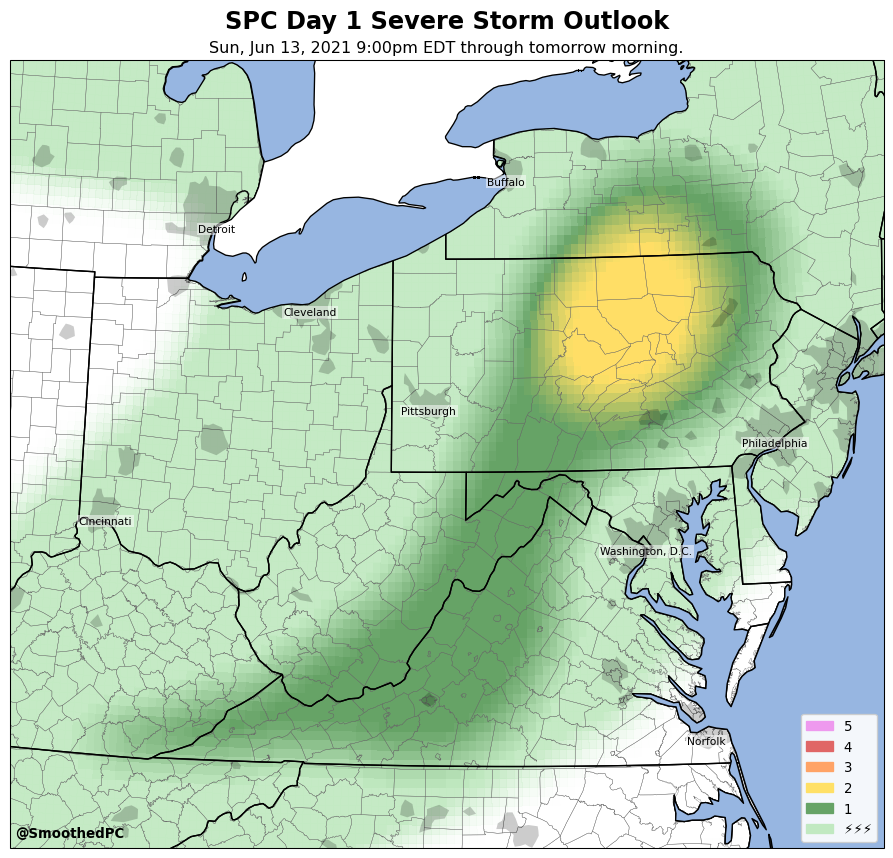 SPC Day 1 Severe Storm Outlook
Sun, Jun 13, 2021 9:00pm EDT through tomorrow morning.
Buffalo
Detroit
Cleveland
Pittsburgh
Philadelphia
Cincinnati
Washington, D.C.
Norfolk
5
4
3
2
1
⚡⚡⚡
@SmoothedPC